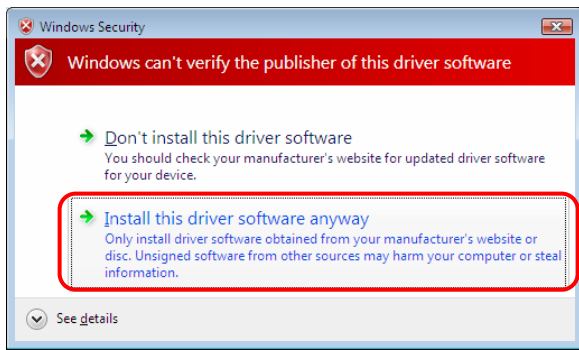 Windows Security
Windows can't verify the publisher of this driver software
Don't install this driver software
You should check your manufacturer's website for updated driver software
for your device.
Install this driver software anyway
Only install driver software obtained from your manufacturer's website or
disc. Unsigned software from other sources may harm your computer or steal
information.
See details